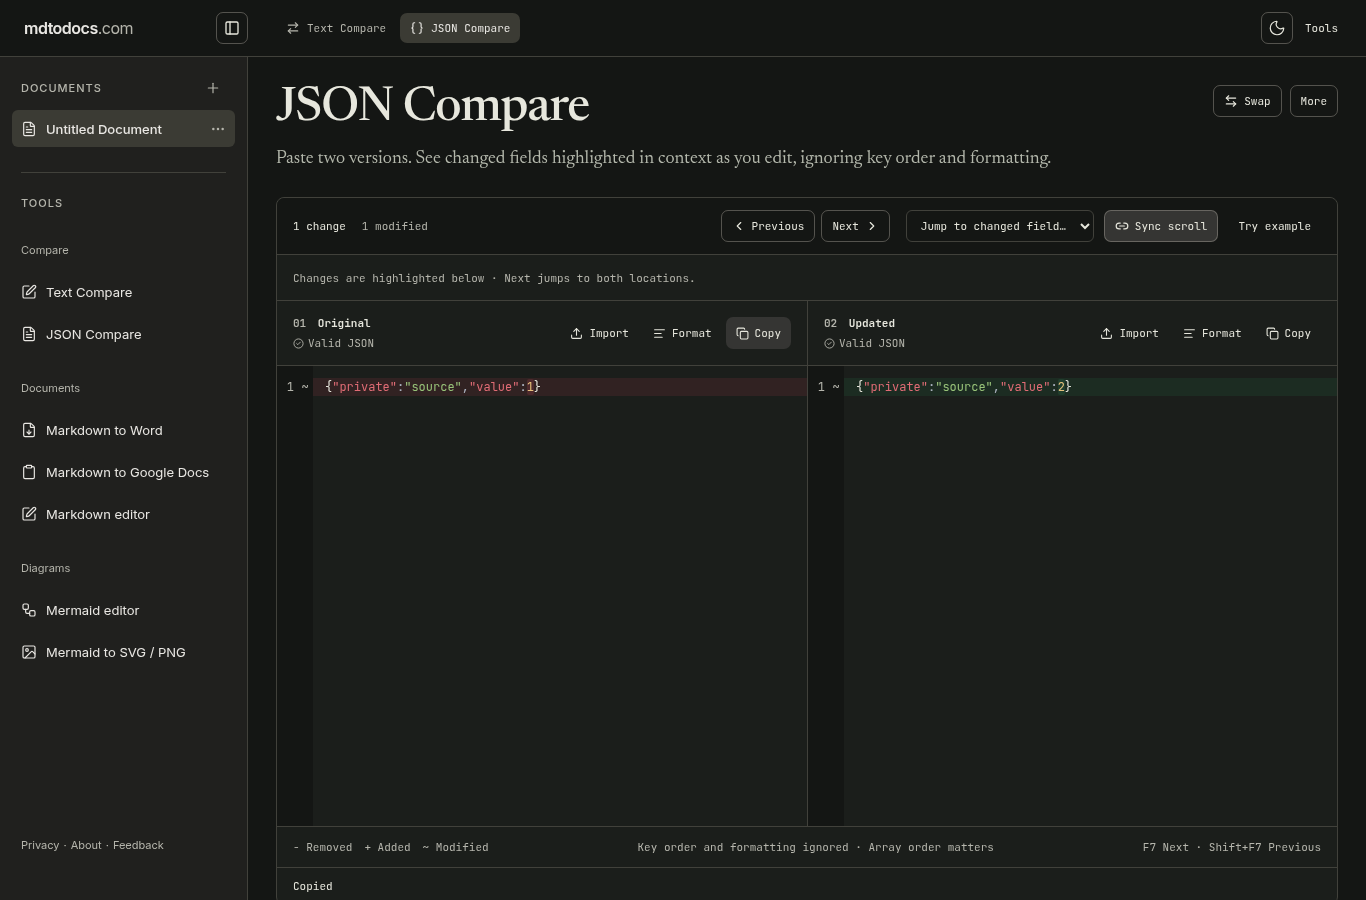 mdtodocs.com
Text Compare
JSON Compare
Tools
DOCUMENTS
Untitled Document
TOOLS
Compare
Text Compare
JSON Compare
Documents
Markdown to Word
Markdown to Google Docs
Markdown editor
Diagrams
Mermaid editor
Mermaid to SVG / PNG
Privacy · About · Feedback
JSON Compare
Swap
More
Paste two versions. See changed fields highlighted in context as you edit, ignoring key order and formatting.
1 change 1 modified
Previous
Next
Jump to changed field…
Sync scroll
Try example
Changes are highlighted below · Next jumps to both locations.
01 Original
Valid JSON
Import
Format
Copy
1 ~ {"private":"source","value":1}
02 Updated
Valid JSON
Import
Format
Copy
1 ~ {"private":"source","value":2}
- Removed + Added ~ Modified
Key order and formatting ignored · Array order matters
F7 Next · Shift+F7 Previous
Copied